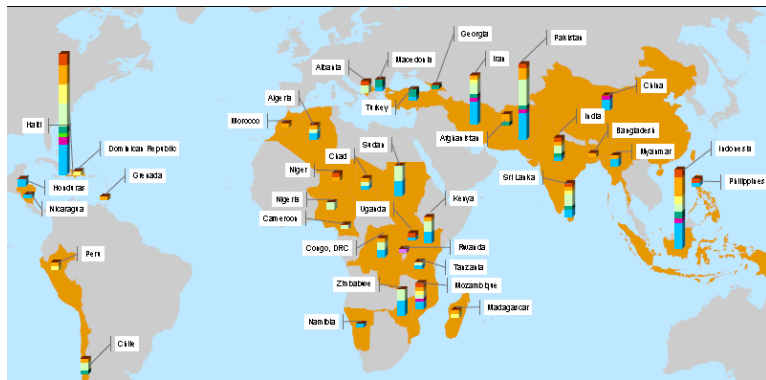 Georgia
Iran
Pakistan
Macedonia
Albania
China
Algeria
Turkey
India
Morocco
Haiti
Afghanistan
Bangladesh
Sudan
Dominican Republic
Chad
Myanmar
Indonesia
Niger
Sri Lanka
Philippines
Honduras
Grenada
Nicaragua
Nigeria
Uganda
Kenya
Cameroon
Congo, DRC
Rwanda
Peru
Tanzania
Zimbabwe
Mozambique
Madagascar
Namibia
Chile